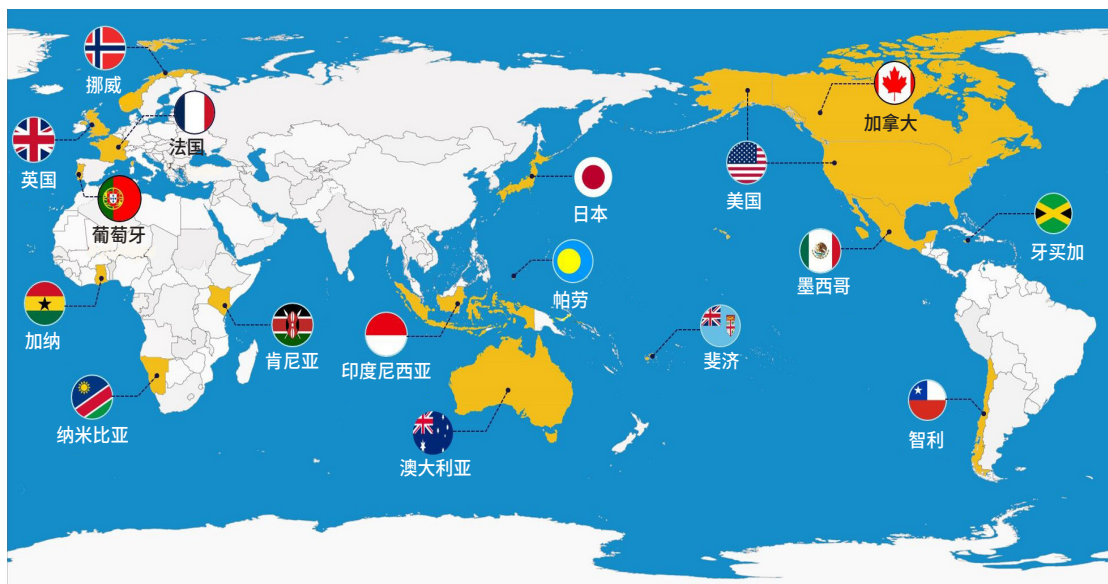 挪威
法国
加拿大
英国
美国
日本
葡萄牙
牙买加
墨西哥
帕劳
加纳
肯尼亚
印度尼西亚
斐济
纳米比亚
智利
澳大利亚